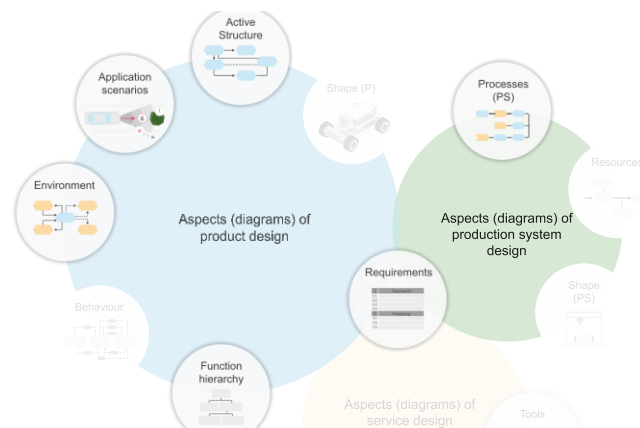 Active
Structure
Application
scenarios
Shape (P)
Processes
(PS)
Environment
Resources
Aspects (diagrams) of
product design
Aspects (diagrams) of
production system
design
Requirements
Behaviour
Shape
(PS)
Function
hierarchy
Aspects (diagrams) of
service design
Tools